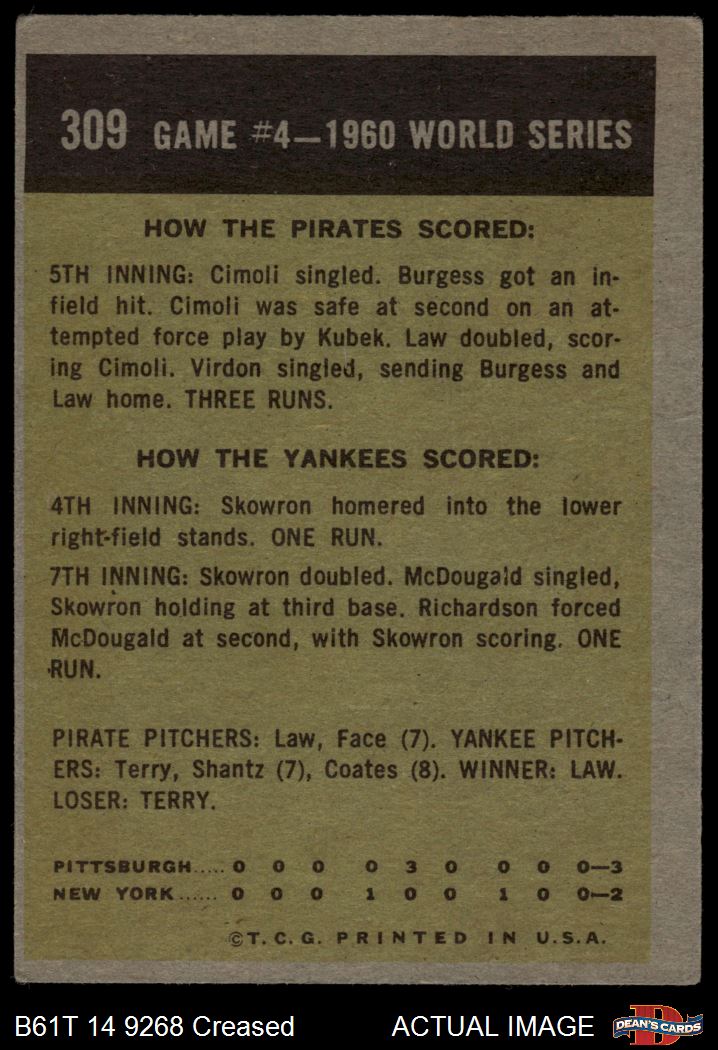 309 GAME #4—1960 WORLD SERIES
HOW THE PIRATES SCORED:
5TH INNING: Cimoli singled. Burgess got an in-
field hit. Cimoli was safe at second on an at-
tempted force play by Kubek. Law doubled, scor-
ing Cimoli. Virdon singled, sending Burgess and
Law home. THREE RUNS.
HOW THE YANKEES SCORED:
4TH INNING: Skowron homered into the lower
right-field stands. ONE RUN.
7TH INNING: Skowron doubled. McDougald singled,
Skowron holding at third base. Richardson forced
McDougald at second, with Skowron scoring. ONE
RUN.
PIRATE PITCHERS: Law, Face (7). YANKEE PITCH-
ERS: Terry, Shantz (7), Coates (8). WINNER: LAW.
LOSER: TERRY.
PITTSBURGH..... 0 0 0 0 3 0 0 0 0—3
NEW YORK...... 0 0 0 1 0 0 1 0 0—2
©T.C.G. PRINTED IN U.S.A.
B61T 14 9268 Creased ACTUAL IMAGE D DEAN'S CARDS